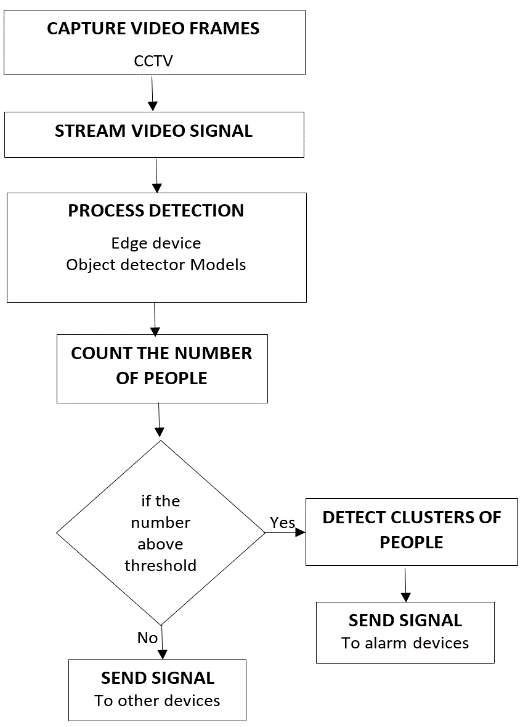 CAPTURE VIDEO FRAMES
CCTV
STREAM VIDEO SIGNAL
PROCESS DETECTION
Edge device
Object detector Models
COUNT THE NUMBER
OF PEOPLE
if the
number
above
threshold
Yes
DETECT CLUSTERS OF
PEOPLE
SEND SIGNAL
To alarm devices
No
SEND SIGNAL
To other devices